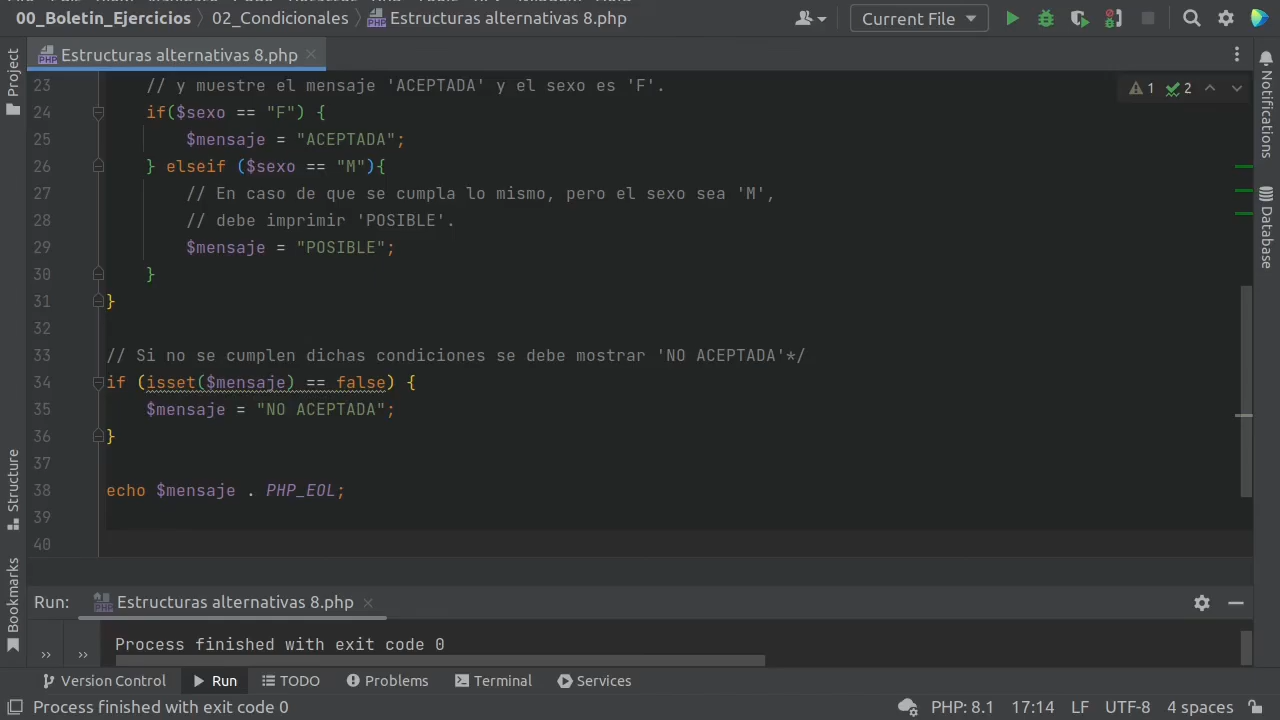 00_Boletin_Ejercicios 02_Condicionales Estructuras alternativas 8.php Current File
Estructuras alternativas 8.php
23 // y muestre el mensaje 'ACEPTADA' y el sexo es 'F'.
24 if($sexo == "F") {
25 $mensaje = "ACEPTADA";
26 } elseif ($sexo == "M"){
27 // En caso de que se cumpla lo mismo, pero el sexo sea 'M',
28 // debe imprimir 'POSIBLE'.
29 $mensaje = "POSIBLE";
30 }
31 }
32
33 // Si no se cumplen dichas condiciones se debe mostrar 'NO ACEPTADA'*/
34 if (isset($mensaje) == false) {
35 $mensaje = "NO ACEPTADA";
36 }
37
38 echo $mensaje . PHP_EOL;
39
40
1 2
Project
Structure
Bookmarks
Notifications
Database
Run: Estructuras alternativas 8.php
Process finished with exit code 0
Version Control Run TODO Problems Terminal Services
Process finished with exit code 0 PHP: 8.1 17:14 LF UTF-8 4 spaces